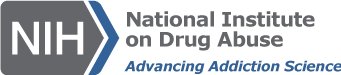 NIH
National Institute
on Drug Abuse
Advancing Addiction Science